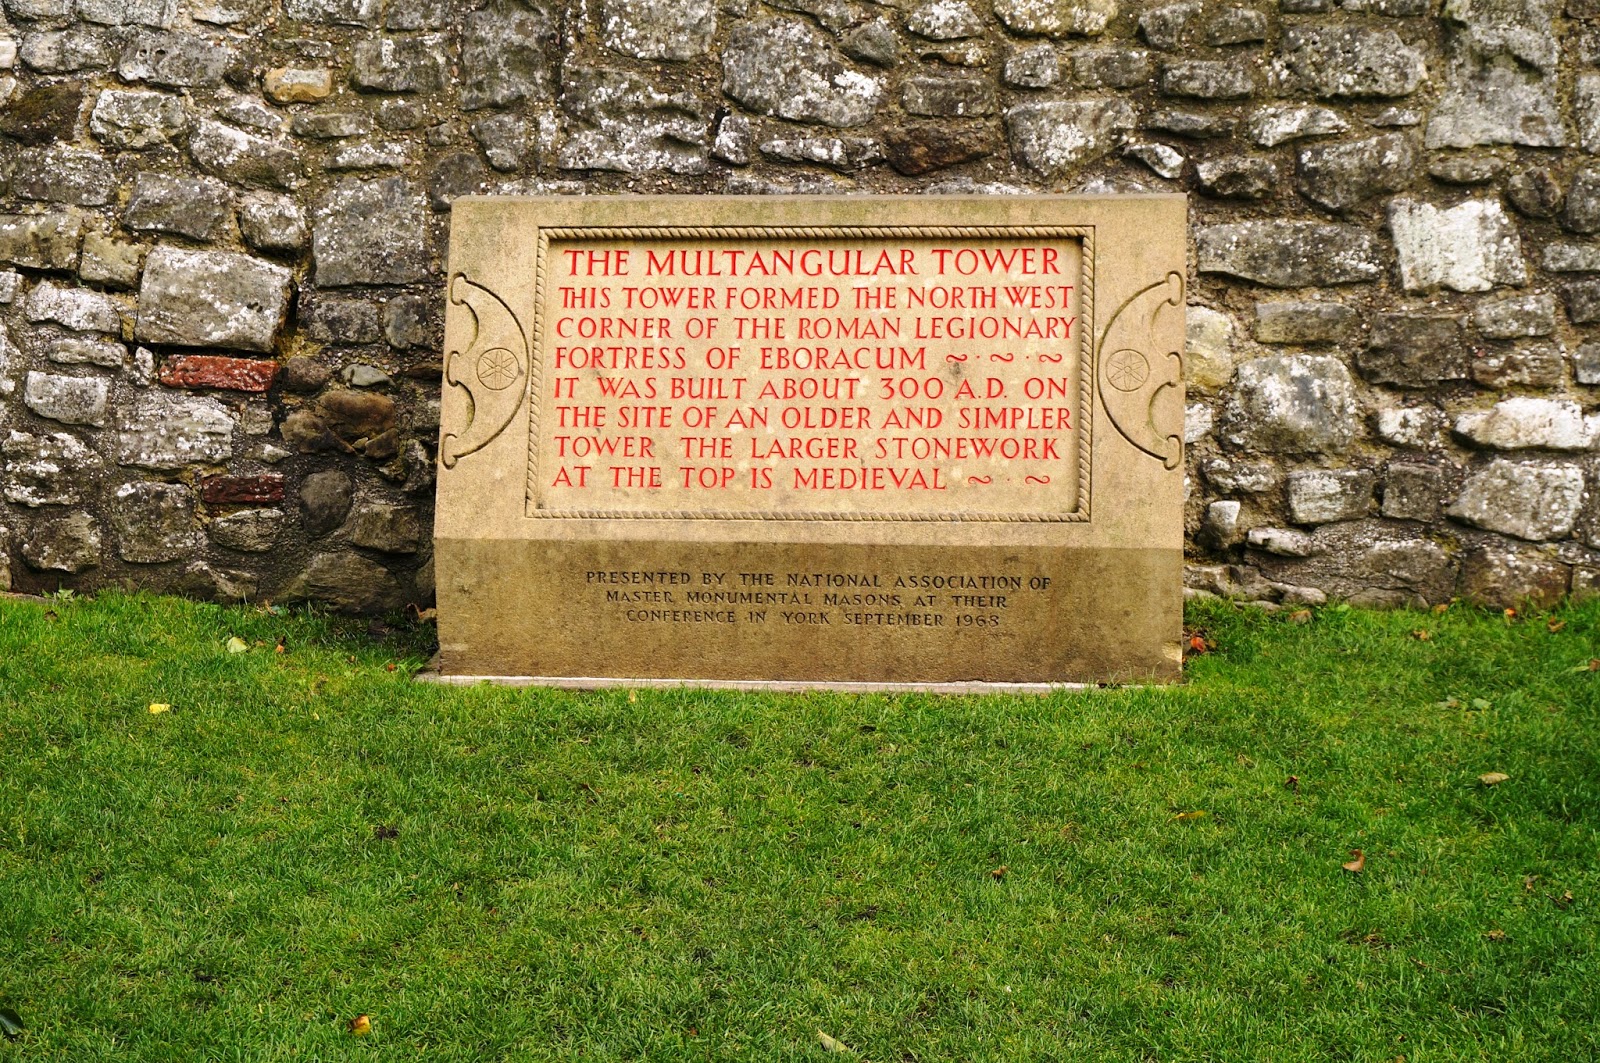 THE MULTANGULAR TOWER
THIS TOWER FORMED THE NORTH WEST
CORNER OF THE ROMAN LEGIONARY
FORTRESS OF EBORACUM ~ · ~ · ~
IT WAS BUILT ABOUT 300 A.D. ON
THE SITE OF AN OLDER AND SIMPLER
TOWER THE LARGER STONEWORK
AT THE TOP IS MEDIEVAL ~ · ~
PRESENTED BY THE NATIONAL ASSOCIATION OF
MASTER MONUMENTAL MASONS, AT THEIR
CONFERENCE IN YORK SEPTEMBER 1968